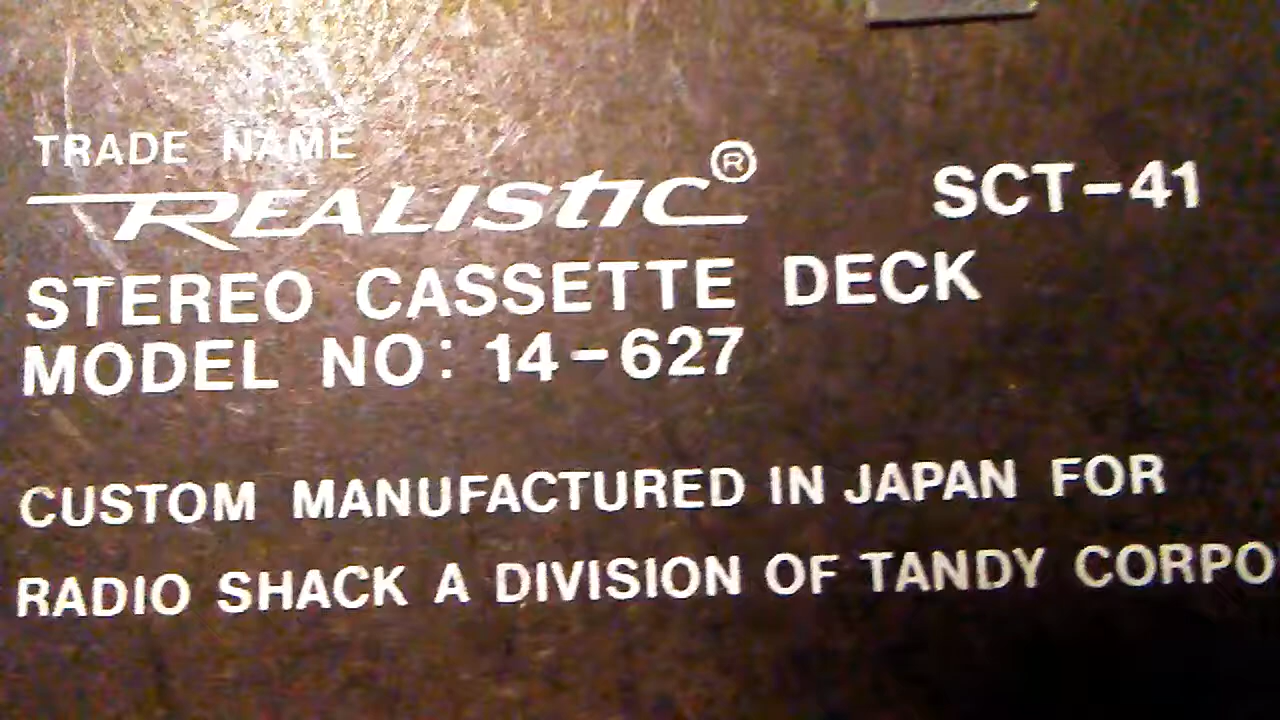 TRADE NAME
REALISTIC® SCT-41
STEREO CASSETTE DECK
MODEL NO: 14-627
CUSTOM MANUFACTURED IN JAPAN FOR
RADIO SHACK A DIVISION OF TANDY CORPO